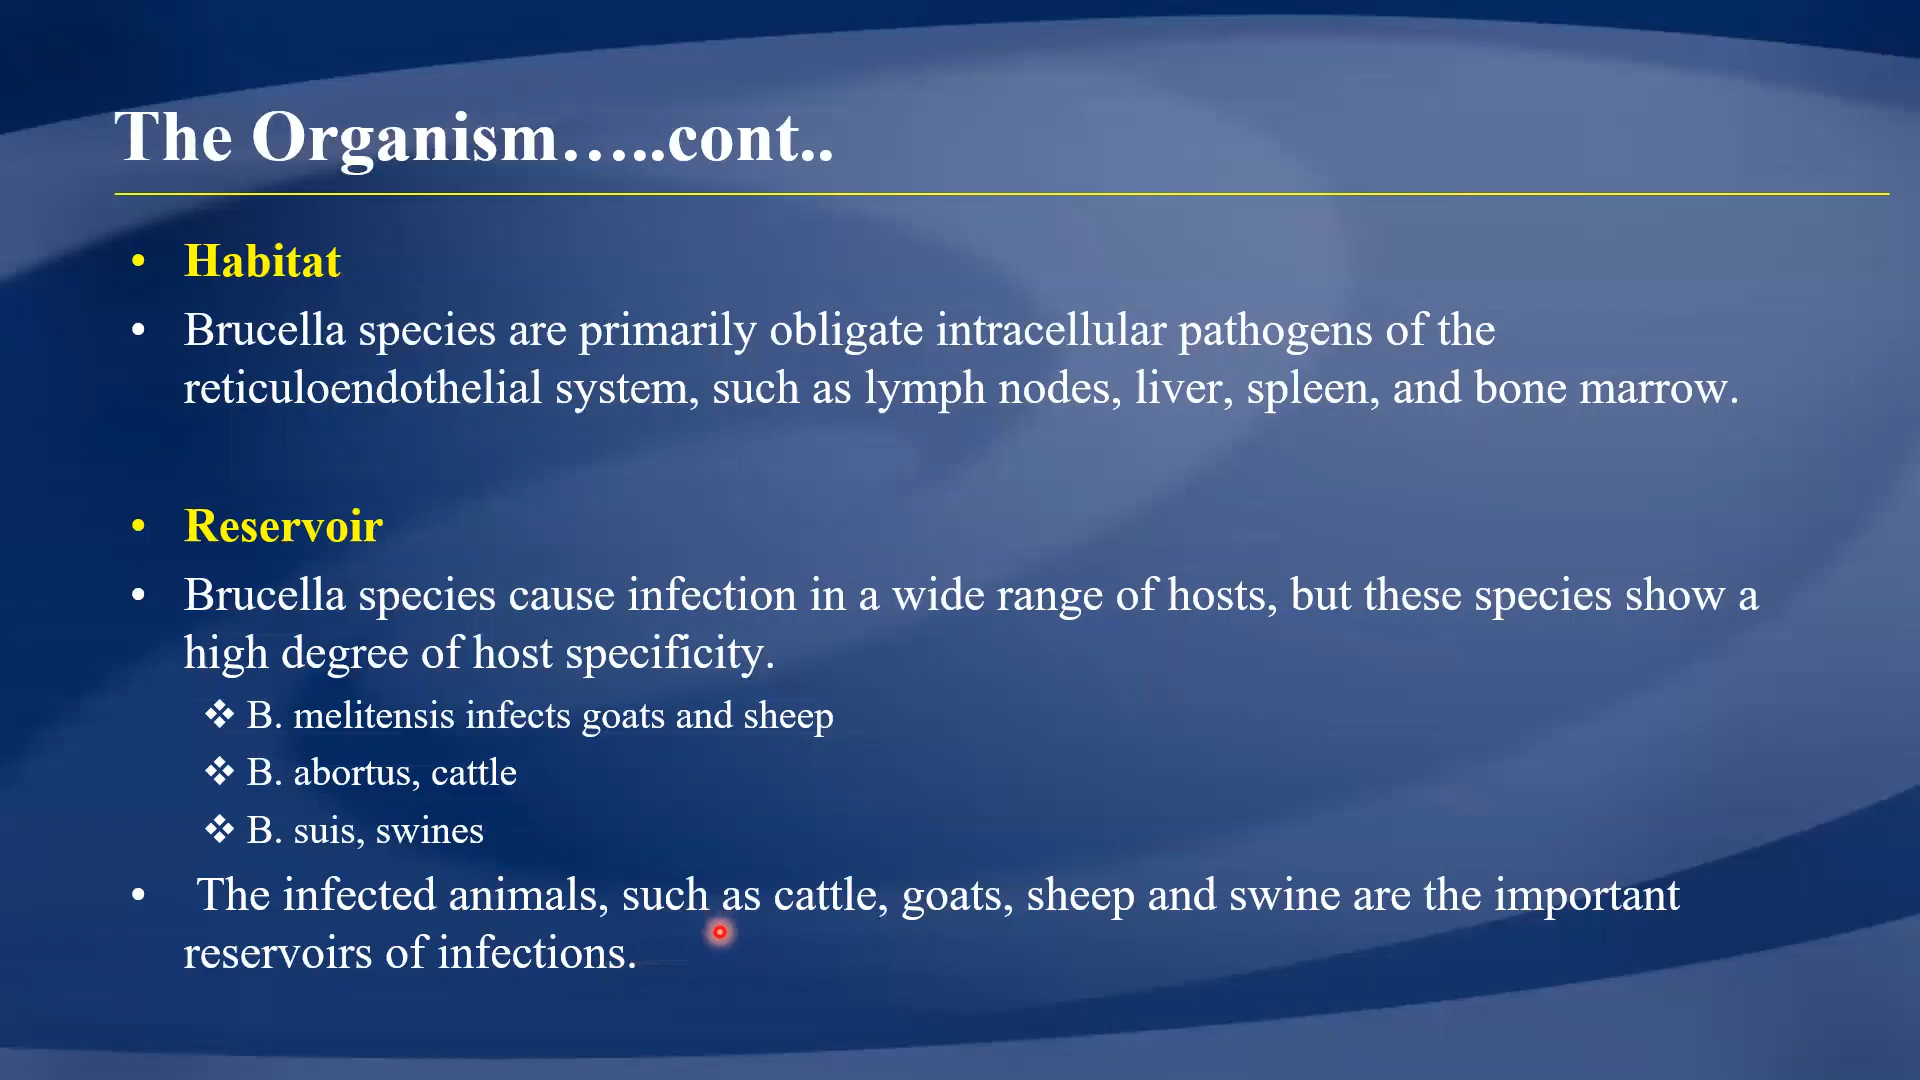 The Organism…..cont..
• Habitat
• Brucella species are primarily obligate intracellular pathogens of the
reticuloendothelial system, such as lymph nodes, liver, spleen, and bone marrow.
• Reservoir
• Brucella species cause infection in a wide range of hosts, but these species show a
high degree of host specificity.
❖ B. melitensis infects goats and sheep
❖ B. abortus, cattle
❖ B. suis, swines
• The infected animals, such as cattle, goats, sheep and swine are the important
reservoirs of infections.